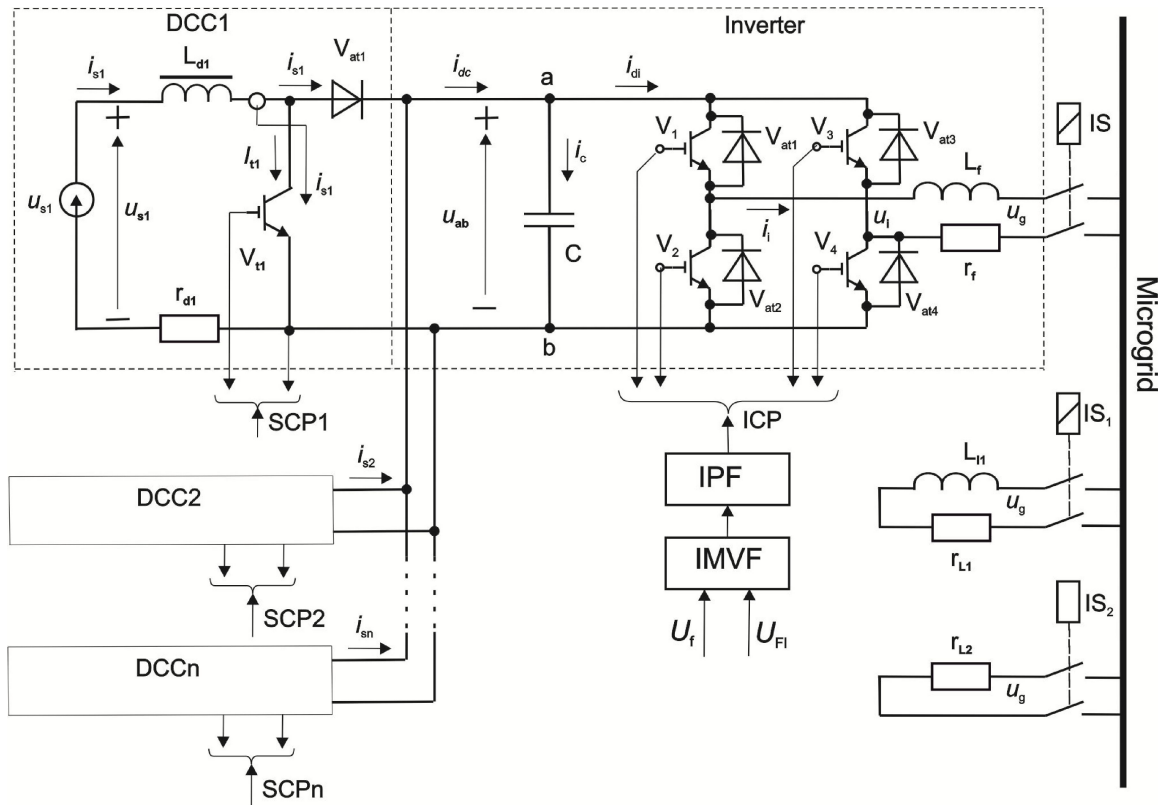 DCC1
Inverter
L_d1
V_at1
i_s1
i_s1
i_dc
a
i_di
+
+
V_1
V_3
V_at1
V_at3
IS
I_t1
i_s1
i_c
L_f
u_s1
u_s1
u_ab
C
i_i
u_i
u_g
V_t1
V_2
V_4
r_f
r_d1
V_at2
V_at4
−
−
b
Microgrid
SCP1
ICP
IS_1
i_s2
L_l1
DCC2
IPF
u_g
r_L1
IMVF
SCP2
IS_2
i_sn
U_f
U_FI
r_L2
DCCn
u_g
SCPn